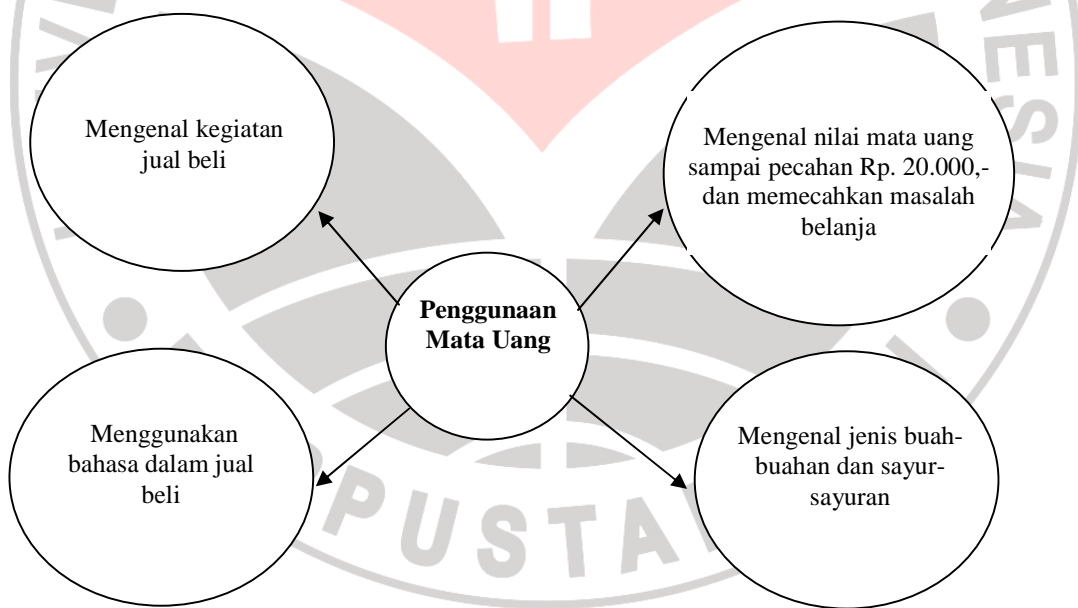 Mengenal kegiatan
jual beli
Mengenal nilai mata uang
sampai pecahan Rp. 20.000,-
dan memecahkan masalah
belanja
Penggunaan
Mata Uang
Menggunakan
bahasa dalam jual
beli
Mengenal jenis buah-
buahan dan sayur-
sayuran